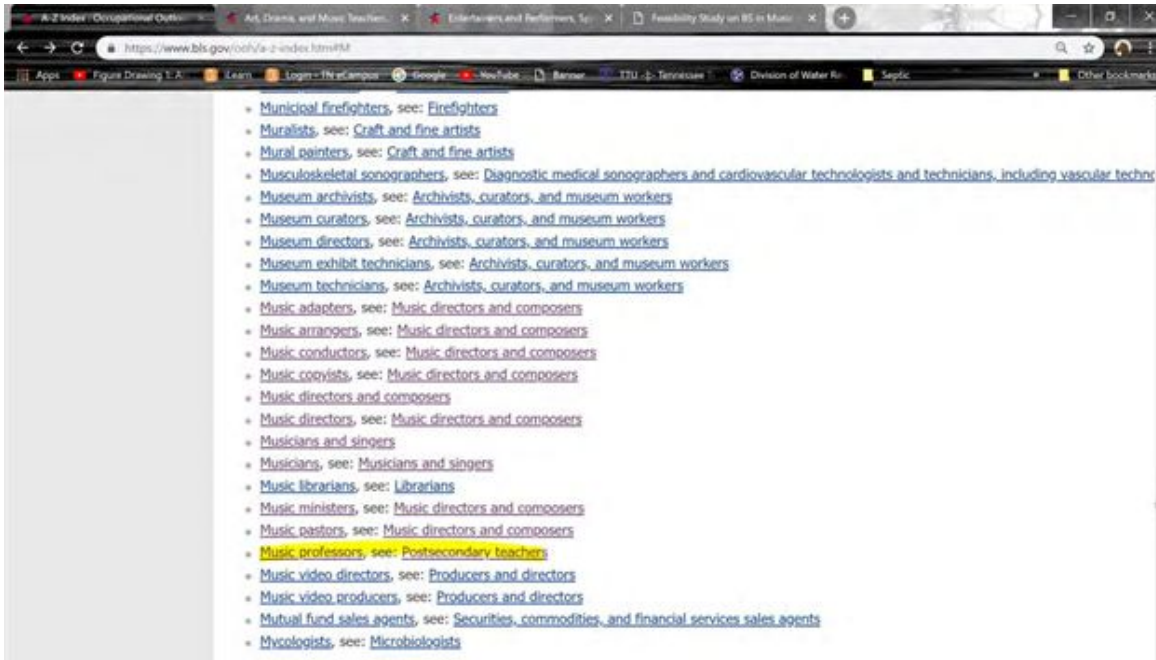 A-Z Index : Occupational Outlo
Art, Drama, and Music Teachers,
Entertainers and Performers, Sp
Feasibility Study on BS in Music
https://www.bls.gov/ooh/a-z-index.htm#M
Apps
Figure Drawing 1: A
iLearn
Login - TN eCampus
Google
YouTube
Banner
TTU -
Tennessee
Division of Water Re
Septic
Other bookmarks
Municipal firefighters, see: Firefighters
Muralists, see: Craft and fine artists
Mural painters, see: Craft and fine artists
Musculoskeletal sonographers, see: Diagnostic medical sonographers and cardiovascular technologists and technicians, including vascular techno
Museum archivists, see: Archivists, curators, and museum workers
Museum curators, see: Archivists, curators, and museum workers
Museum directors, see: Archivists, curators, and museum workers
Museum exhibit technicians, see: Archivists, curators, and museum workers
Museum technicians, see: Archivists, curators, and museum workers
Music adapters, see: Music directors and composers
Music arrangers, see: Music directors and composers
Music conductors, see: Music directors and composers
Music copyists, see: Music directors and composers
Music directors and composers
Music directors, see: Music directors and composers
Musicians and singers
Musicians, see: Musicians and singers
Music librarians, see: Librarians
Music ministers, see: Music directors and composers
Music pastors, see: Music directors and composers
Music professors, see: Postsecondary teachers
Music video directors, see: Producers and directors
Music video producers, see: Producers and directors
Mutual fund sales agents, see: Securities, commodities, and financial services sales agents
Mycologists, see: Microbiologists